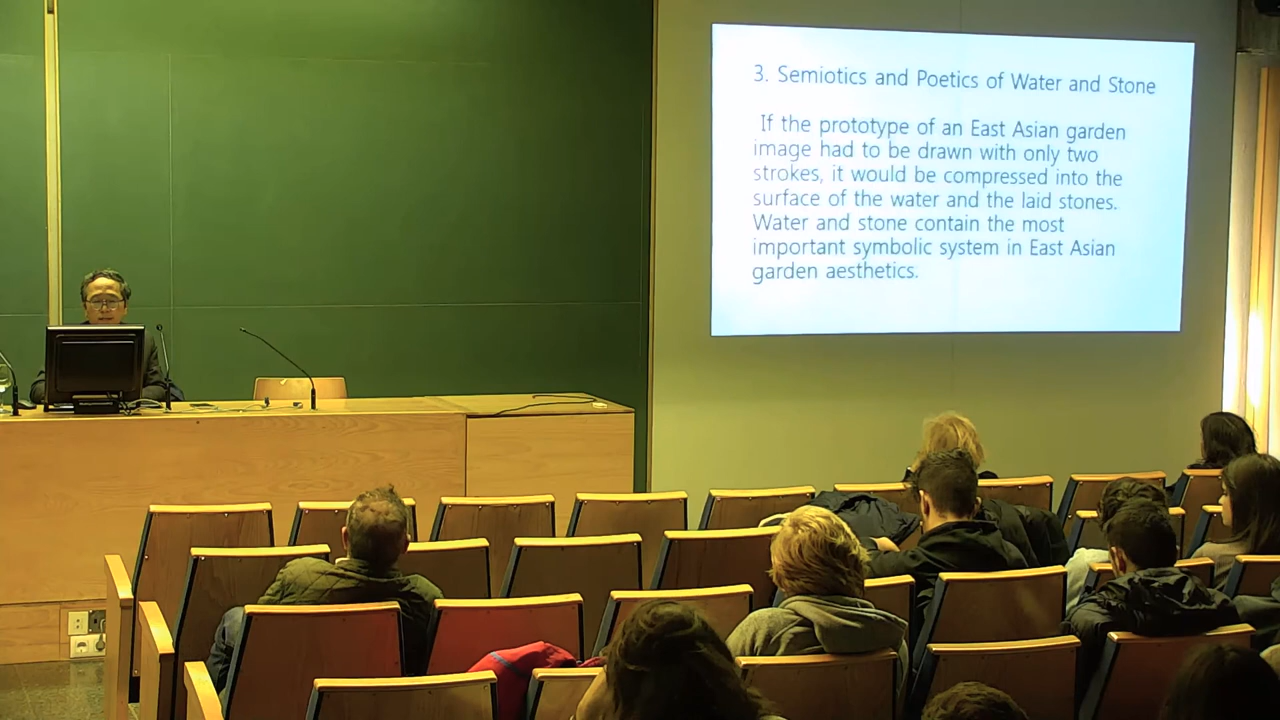 3. Semiotics and Poetics of Water and Stone
If the prototype of an East Asian garden
image had to be drawn with only two
strokes, it would be compressed into the
surface of the water and the laid stones.
Water and stone contain the most
important symbolic system in East Asian
garden aesthetics.